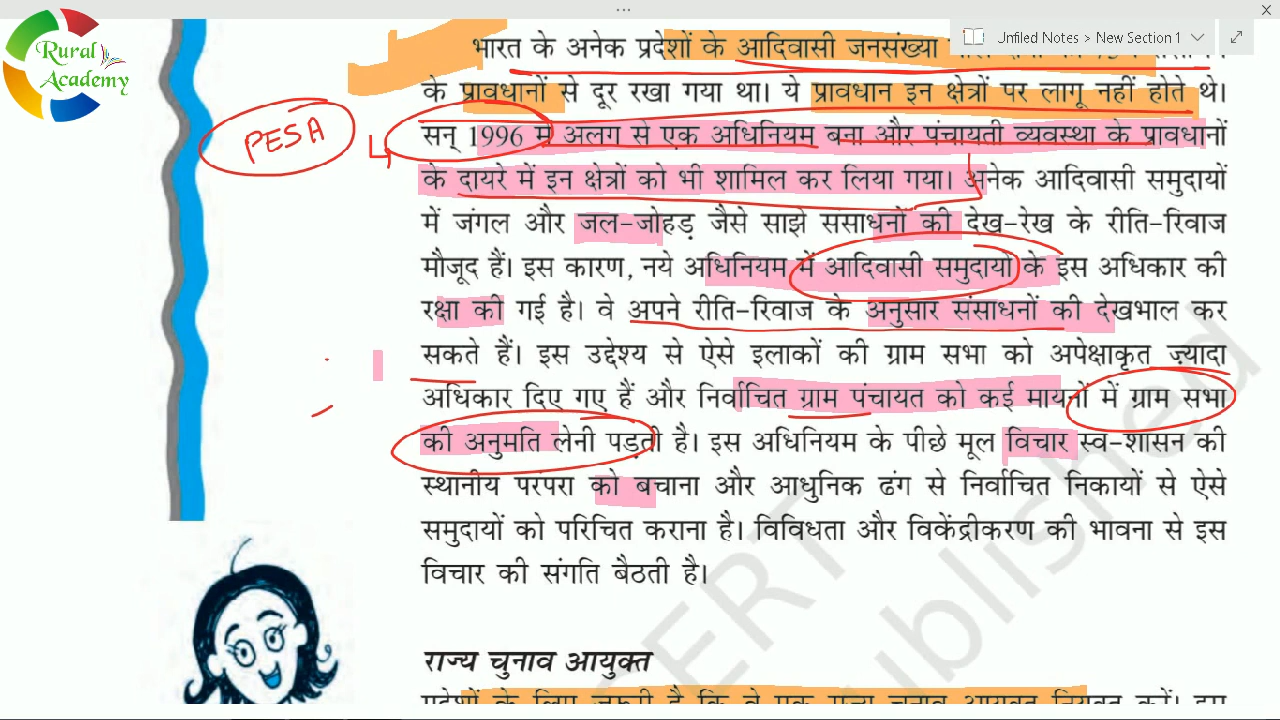 Rural
Academy
Unfiled Notes > New Section 1
PESA
भारत के अनेक प्रदेशों के आदिवासी जनसंख्या
के प्रावधानों से दूर रखा गया था। ये प्रावधान इन क्षेत्रों पर लागू नहीं होते थे।
सन् 1996 में अलग से एक अधिनियम बना और पंचायती व्यवस्था के प्रावधानों
के दायरे में इन क्षेत्रों को भी शामिल कर लिया गया। अनेक आदिवासी समुदायों
में जंगल और जल-जोहड़ जैसे साझे संसाधनों की देख-रेख के रीति-रिवाज
मौजूद हैं। इस कारण, नये अधिनियम में आदिवासी समुदायों के इस अधिकार की
रक्षा की गई है। वे अपने रीति-रिवाज के अनुसार संसाधनों की देखभाल कर
सकते हैं। इस उद्देश्य से ऐसे इलाकों की ग्राम सभा को अपेक्षाकृत ज़्यादा
अधिकार दिए गए हैं और निर्वाचित ग्राम पंचायत को कई मायनों में ग्राम सभा
की अनुमति लेनी पड़ती है। इस अधिनियम के पीछे मूल विचार स्व-शासन की
स्थानीय परंपरा को बचाना और आधुनिक ढंग से निर्वाचित निकायों से ऐसे
समुदायों को परिचित कराना है। विविधता और विकेंद्रीकरण की भावना से इस
विचार की संगति बैठती है।
राज्य चुनाव आयुक्त
प्रदेशों के लिए ज़रूरी है कि वे एक राज्य चुनाव आयुक्त नियुक्त करें। इस